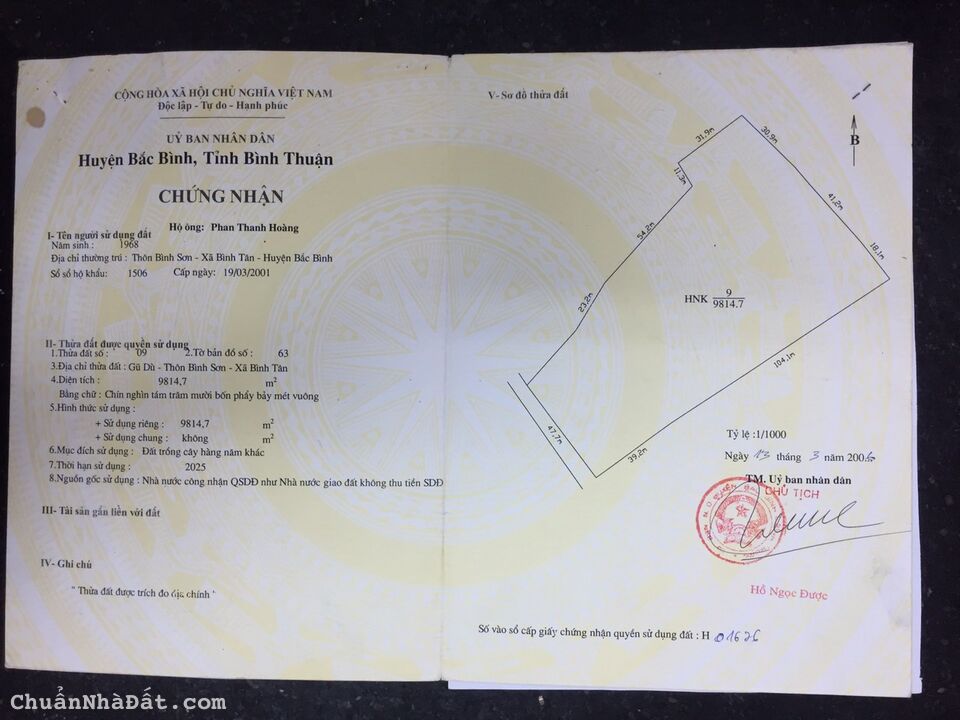 CỘNG HÒA XÃ HỘI CHỦ NGHĨA VIỆT NAM
Độc lập - Tự do - Hạnh phúc
UỶ BAN NHÂN DÂN
Huyện Bắc Bình, Tỉnh Bình Thuận
CHỨNG NHẬN
I- Tên người sử dụng đất
Hộ ông: Phan Thanh Hoàng
Năm sinh : 1968
Địa chỉ thường trú : Thôn Bình Sơn - Xã Bình Tân - Huyện Bắc Bình
Số sổ hộ khẩu: 1506 Cấp ngày: 19/03/2001
II- Thửa đất được quyền sử dụng
1.Thửa đất số : 09 2.Tờ bản đồ số : 63
3.Địa chỉ thửa đất : Gũ Dù - Thôn Bình Sơn - Xã Bình Tân
4.Diện tích : 9814,7 m2
Bằng chữ : Chín nghìn tám trăm mười bốn phẩy bảy mét vuông
5.Hình thức sử dụng :
+ Sử dụng riêng : 9814,7 m2
+ Sử dụng chung : không m2
6.Mục đích sử dụng : Đất trồng cây hàng năm khác
7.Thời hạn sử dụng : 2025
8.Nguồn gốc sử dụng : Nhà nước công nhận QSDĐ như Nhà nước giao đất không thu tiền SDĐ
III- Tài sản gắn liền với đất
IV- Ghi chú
" Thửa đất được trích đo địa chính "
V- Sơ đồ thửa đất
B
31,9m
30,9m
11,3m
41,2m
54,2m
18,1m
23,2m
HNK 9
9814.7
104,1m
47,7m
39,2m
Tỷ lệ :1/1000
Ngày 13 tháng 3 năm 2006
TM. Uỷ ban nhân dân
CHỦ TỊCH
Hồ Ngọc Được
Số vào sổ cấp giấy chứng nhận quyền sử dụng đất : H 01626
ChuẩnNhàĐất.com